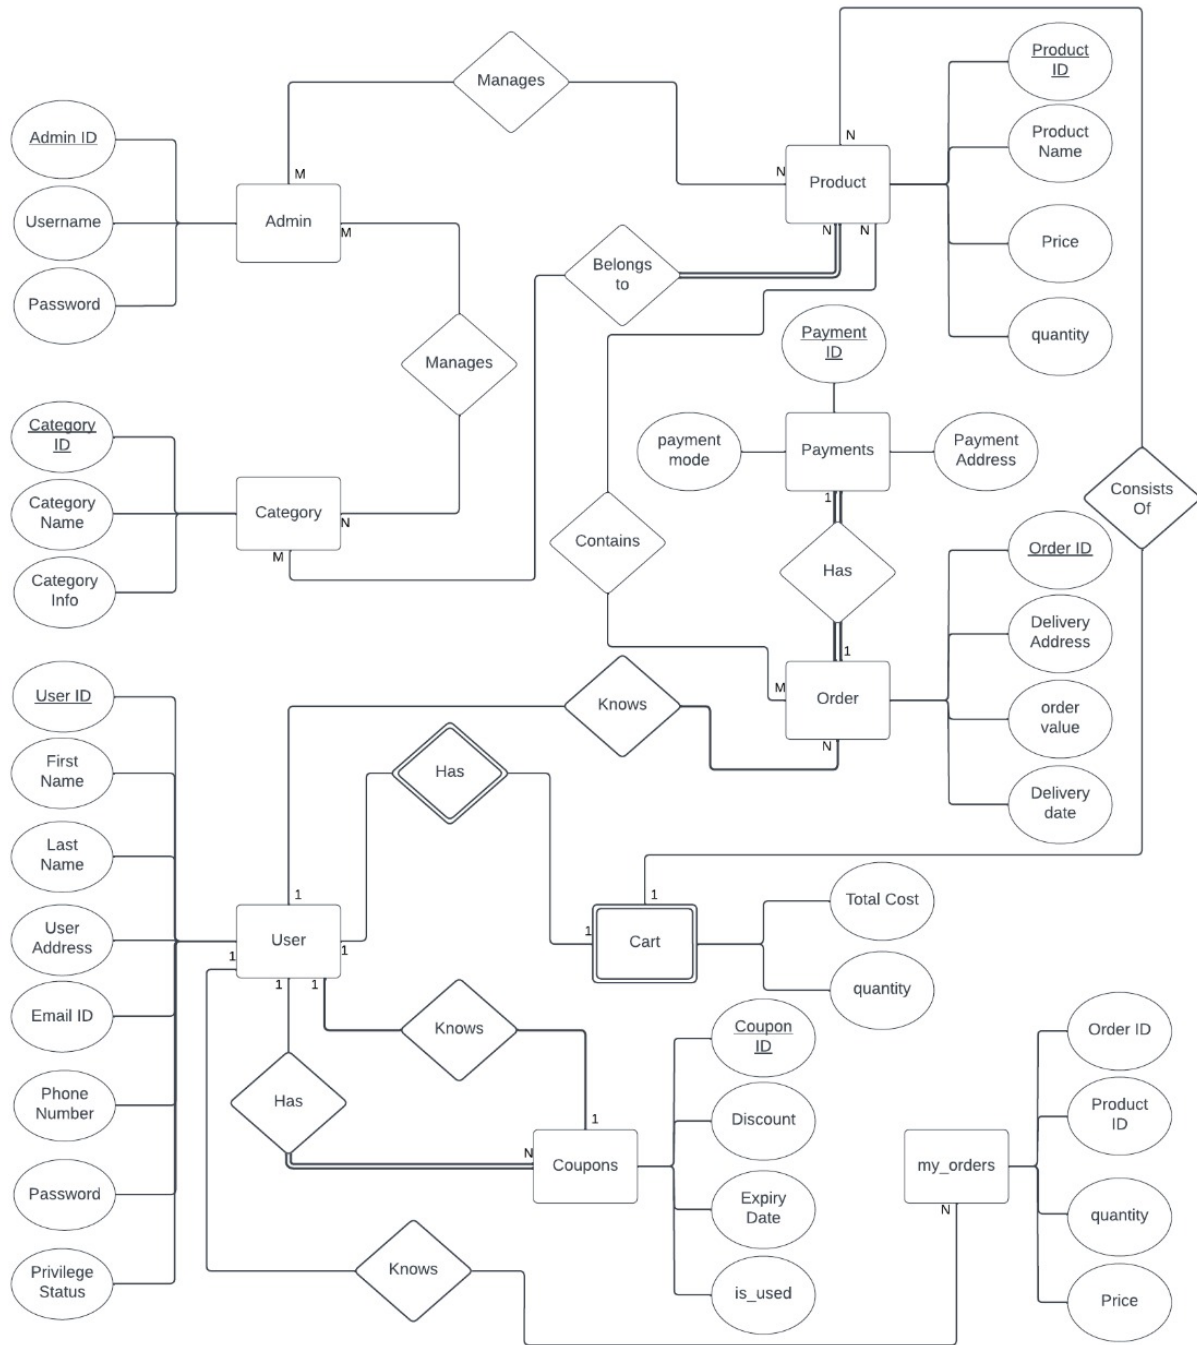 Manages
Product
ID
N
Product
Name
Admin ID
M
N
Product
Username
Admin
M
N
N
Price
Belongs
to
Password
Payment
ID
quantity
Manages
Category
ID
payment
mode
Payments
Payment
Address
Consists
Of
1
Category
Name
Category
N
M
Contains
Order ID
Has
Category
Info
Delivery
Address
1
User ID
M
Order
Knows
N
order
value
First
Name
Has
Delivery
date
Last
Name
1
1
Total Cost
User
Address
User
1
1
1
Cart
1
1
quantity
Email ID
Knows
Coupon
ID
Order ID
Phone
Number
Has
1
Discount
Product
ID
N
Coupons
my_orders
Password
N
Expiry
Date
quantity
Knows
Privilege
Status
is_used
Price